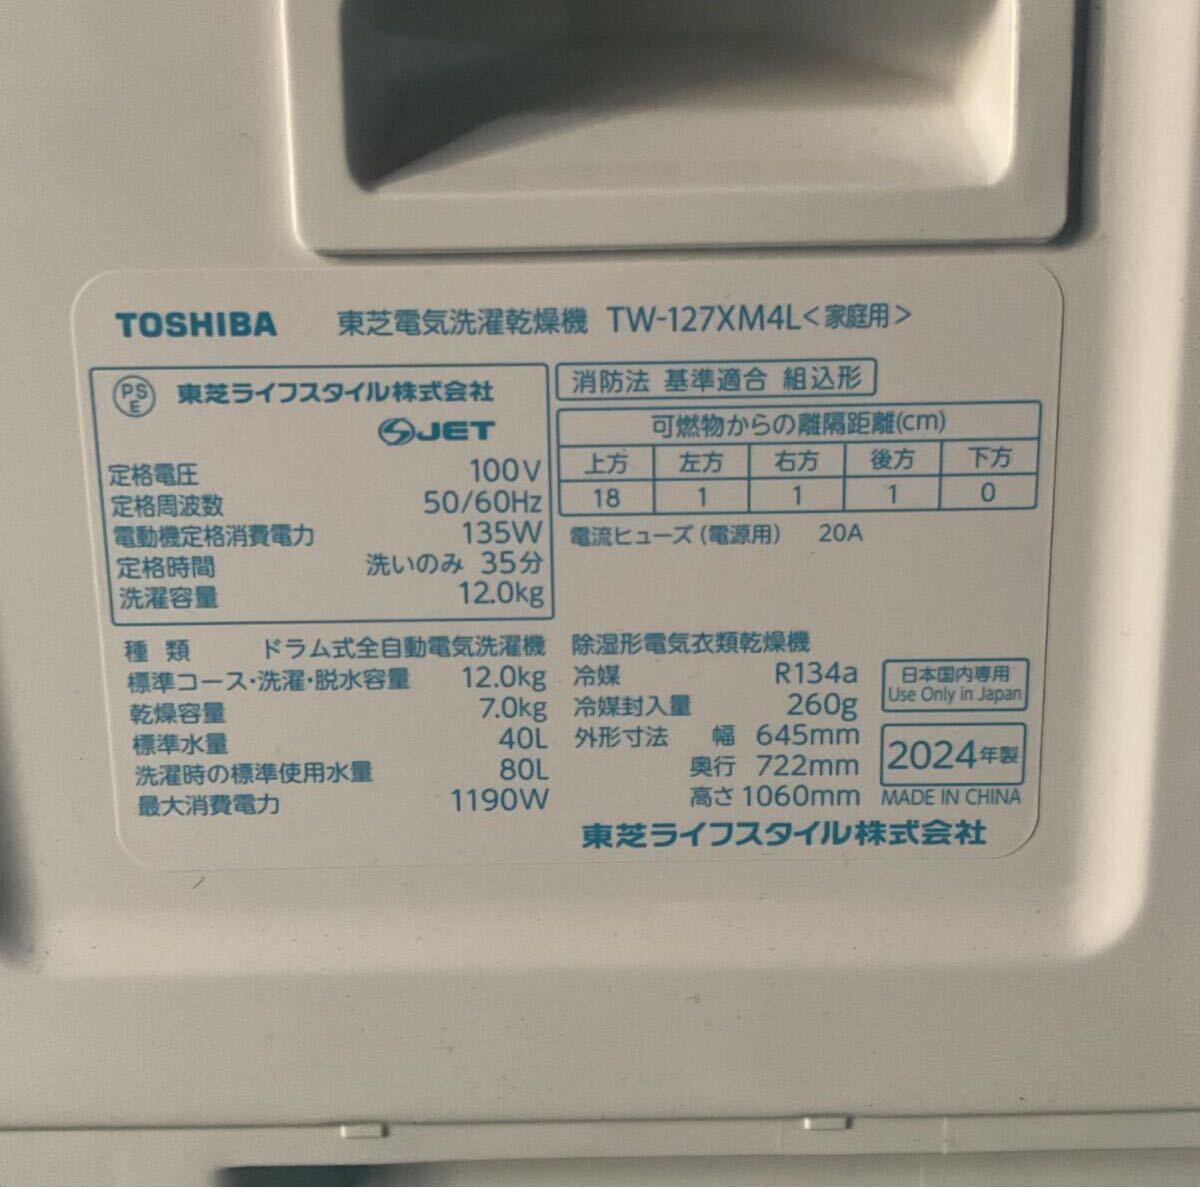 TOSHIBA 東芝電気洗濯乾燥機 TW-127XM4L<家庭用>
PSE 東芝ライフスタイル株式会社
JET
定格電圧 100V
定格周波数 50/60Hz
電動機定格消費電力 135W
定格時間 洗いのみ 35分
洗濯容量 12.0kg
消防法 基準適合 組込形
可燃物からの離隔距離(cm)
上方 左方 右方 後方 下方
18 1 1 1 0
電流ヒューズ(電源用) 20A
種類 ドラム式全自動電気洗濯機
標準コース・洗濯・脱水容量 12.0kg
乾燥容量 7.0kg
標準水量 40L
洗濯時の標準使用水量 80L
最大消費電力 1190W
除湿形電気衣類乾燥機
冷媒 R134a
冷媒封入量 260g
外形寸法 幅 645mm
奥行 722mm
高さ 1060mm
日本国内専用
Use Only in Japan
2024年製
MADE IN CHINA
東芝ライフスタイル株式会社